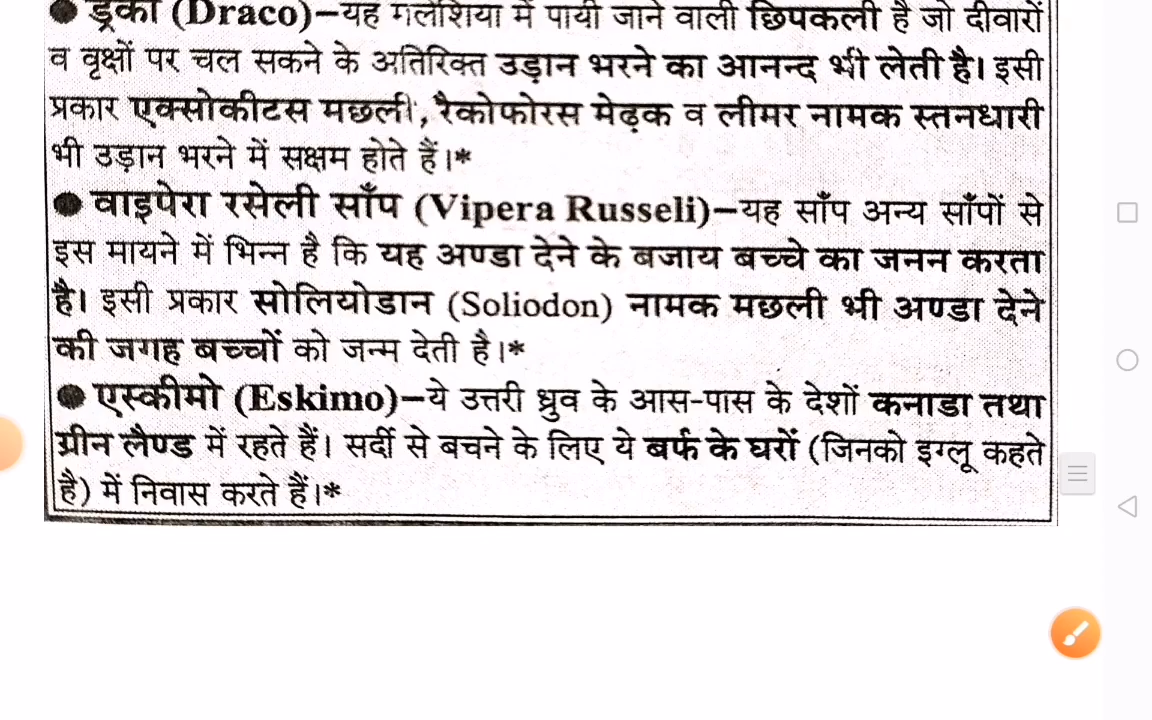 ● ड्रैको (Draco)–यह मलेशिया में पायी जाने वाली छिपकली है जो दीवारों
व वृक्षों पर चल सकने के अतिरिक्त उड़ान भरने का आनन्द भी लेती है। इसी
प्रकार एक्सोकीटस मछली, रैकोफोरस मेढ़क व लीमर नामक स्तनधारी
भी उड़ान भरने में सक्षम होते हैं।*
● वाइपेरा रसेली साँप (Vipera Russeli)–यह साँप अन्य साँपों से
इस मायने में भिन्न है कि यह अण्डा देने के बजाय बच्चे का जनन करता
है। इसी प्रकार सोलियोडान (Soliodon) नामक मछली भी अण्डा देने
की जगह बच्चों को जन्म देती है।*
● एस्कीमो (Eskimo)–ये उत्तरी ध्रुव के आस-पास के देशों कनाडा तथा
ग्रीन लैण्ड में रहते हैं। सर्दी से बचने के लिए ये बर्फ के घरों (जिनको इग्लू कहते
है) में निवास करते हैं।*